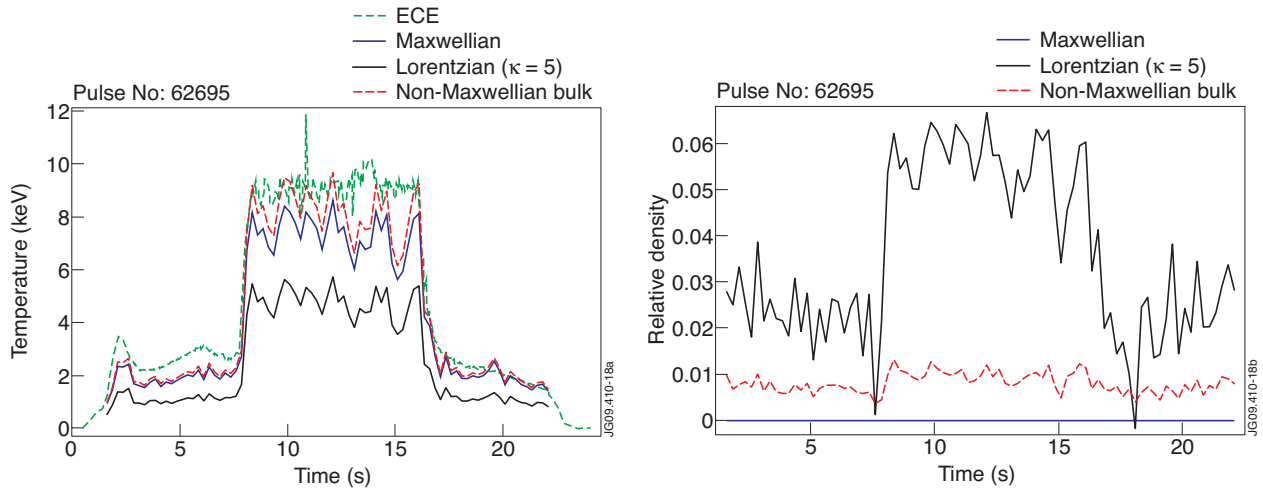 ECE
Maxwellian
Lorentzian (κ = 5)
Non-Maxwellian bulk
Pulse No: 62695
12
10
8
6
4
2
0
Temperature (keV)
0
5
10
15
20
Time (s)
JG09.410-18a
Maxwellian
Lorentzian (κ = 5)
Non-Maxwellian bulk
Pulse No: 62695
0.06
0.05
0.04
0.03
0.02
0.01
0
Relative density
5
10
15
20
Time (s)
JG09.410-18b